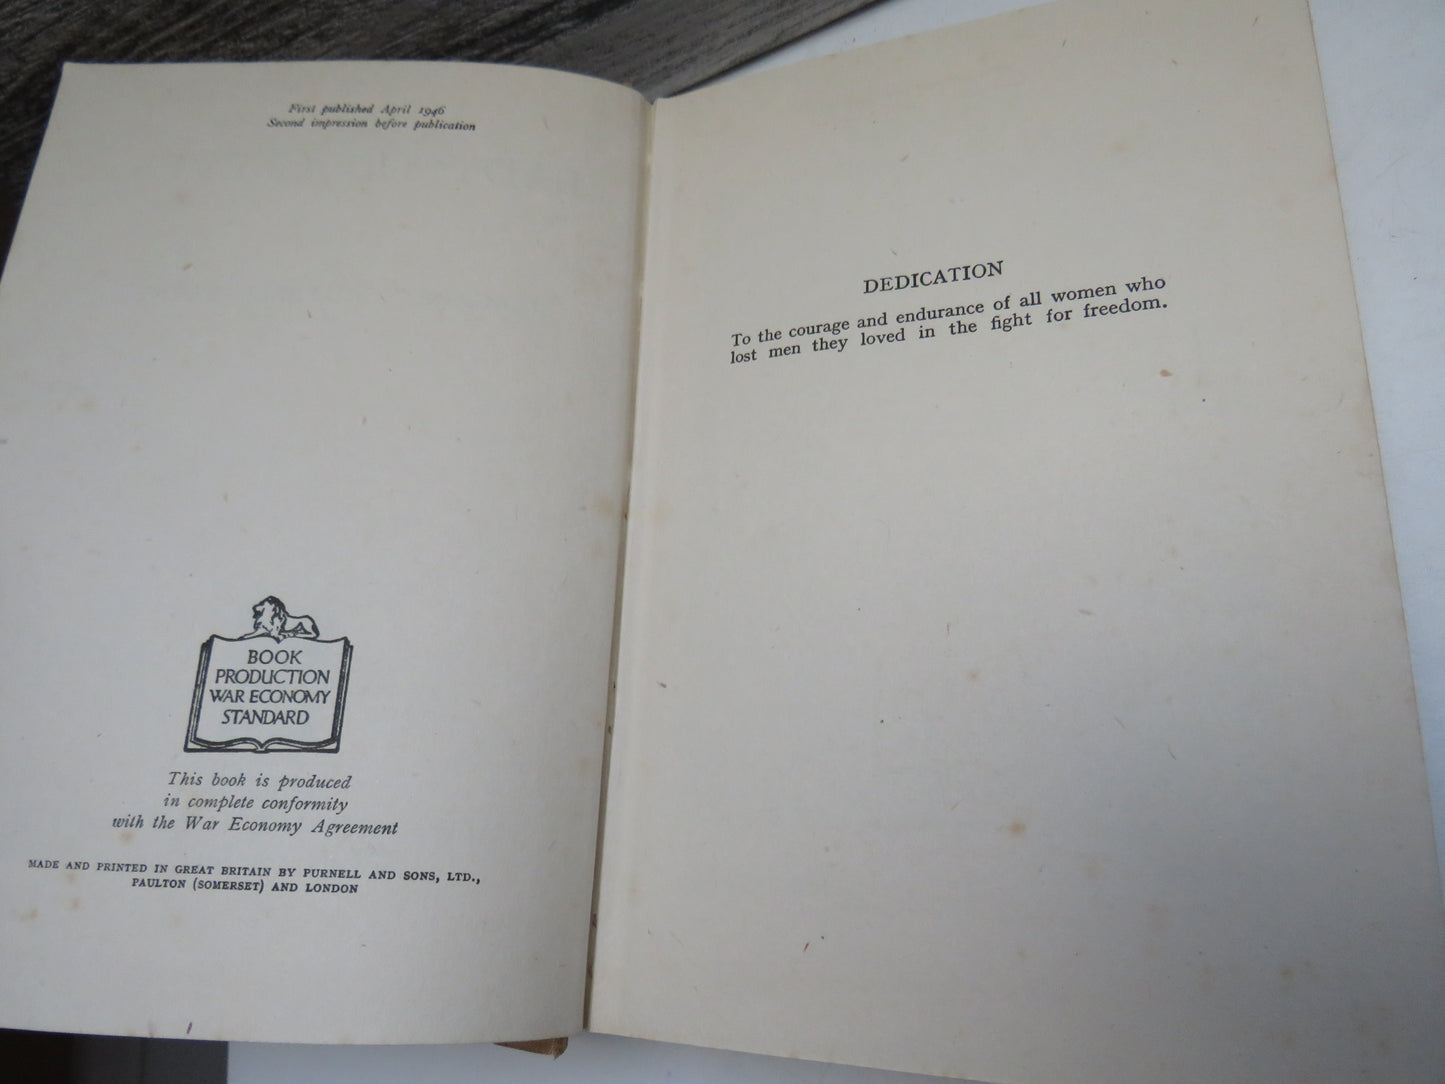 First published April 1946
Second impression before publication
BOOK
PRODUCTION
WAR ECONOMY
STANDARD
This book is produced
in complete conformity
with the War Economy Agreement
MADE AND PRINTED IN GREAT BRITAIN BY PURNELL AND SONS, LTD.,
PAULTON (SOMERSET) AND LONDON
DEDICATION
To the courage and endurance of all women who
lost men they loved in the fight for freedom.